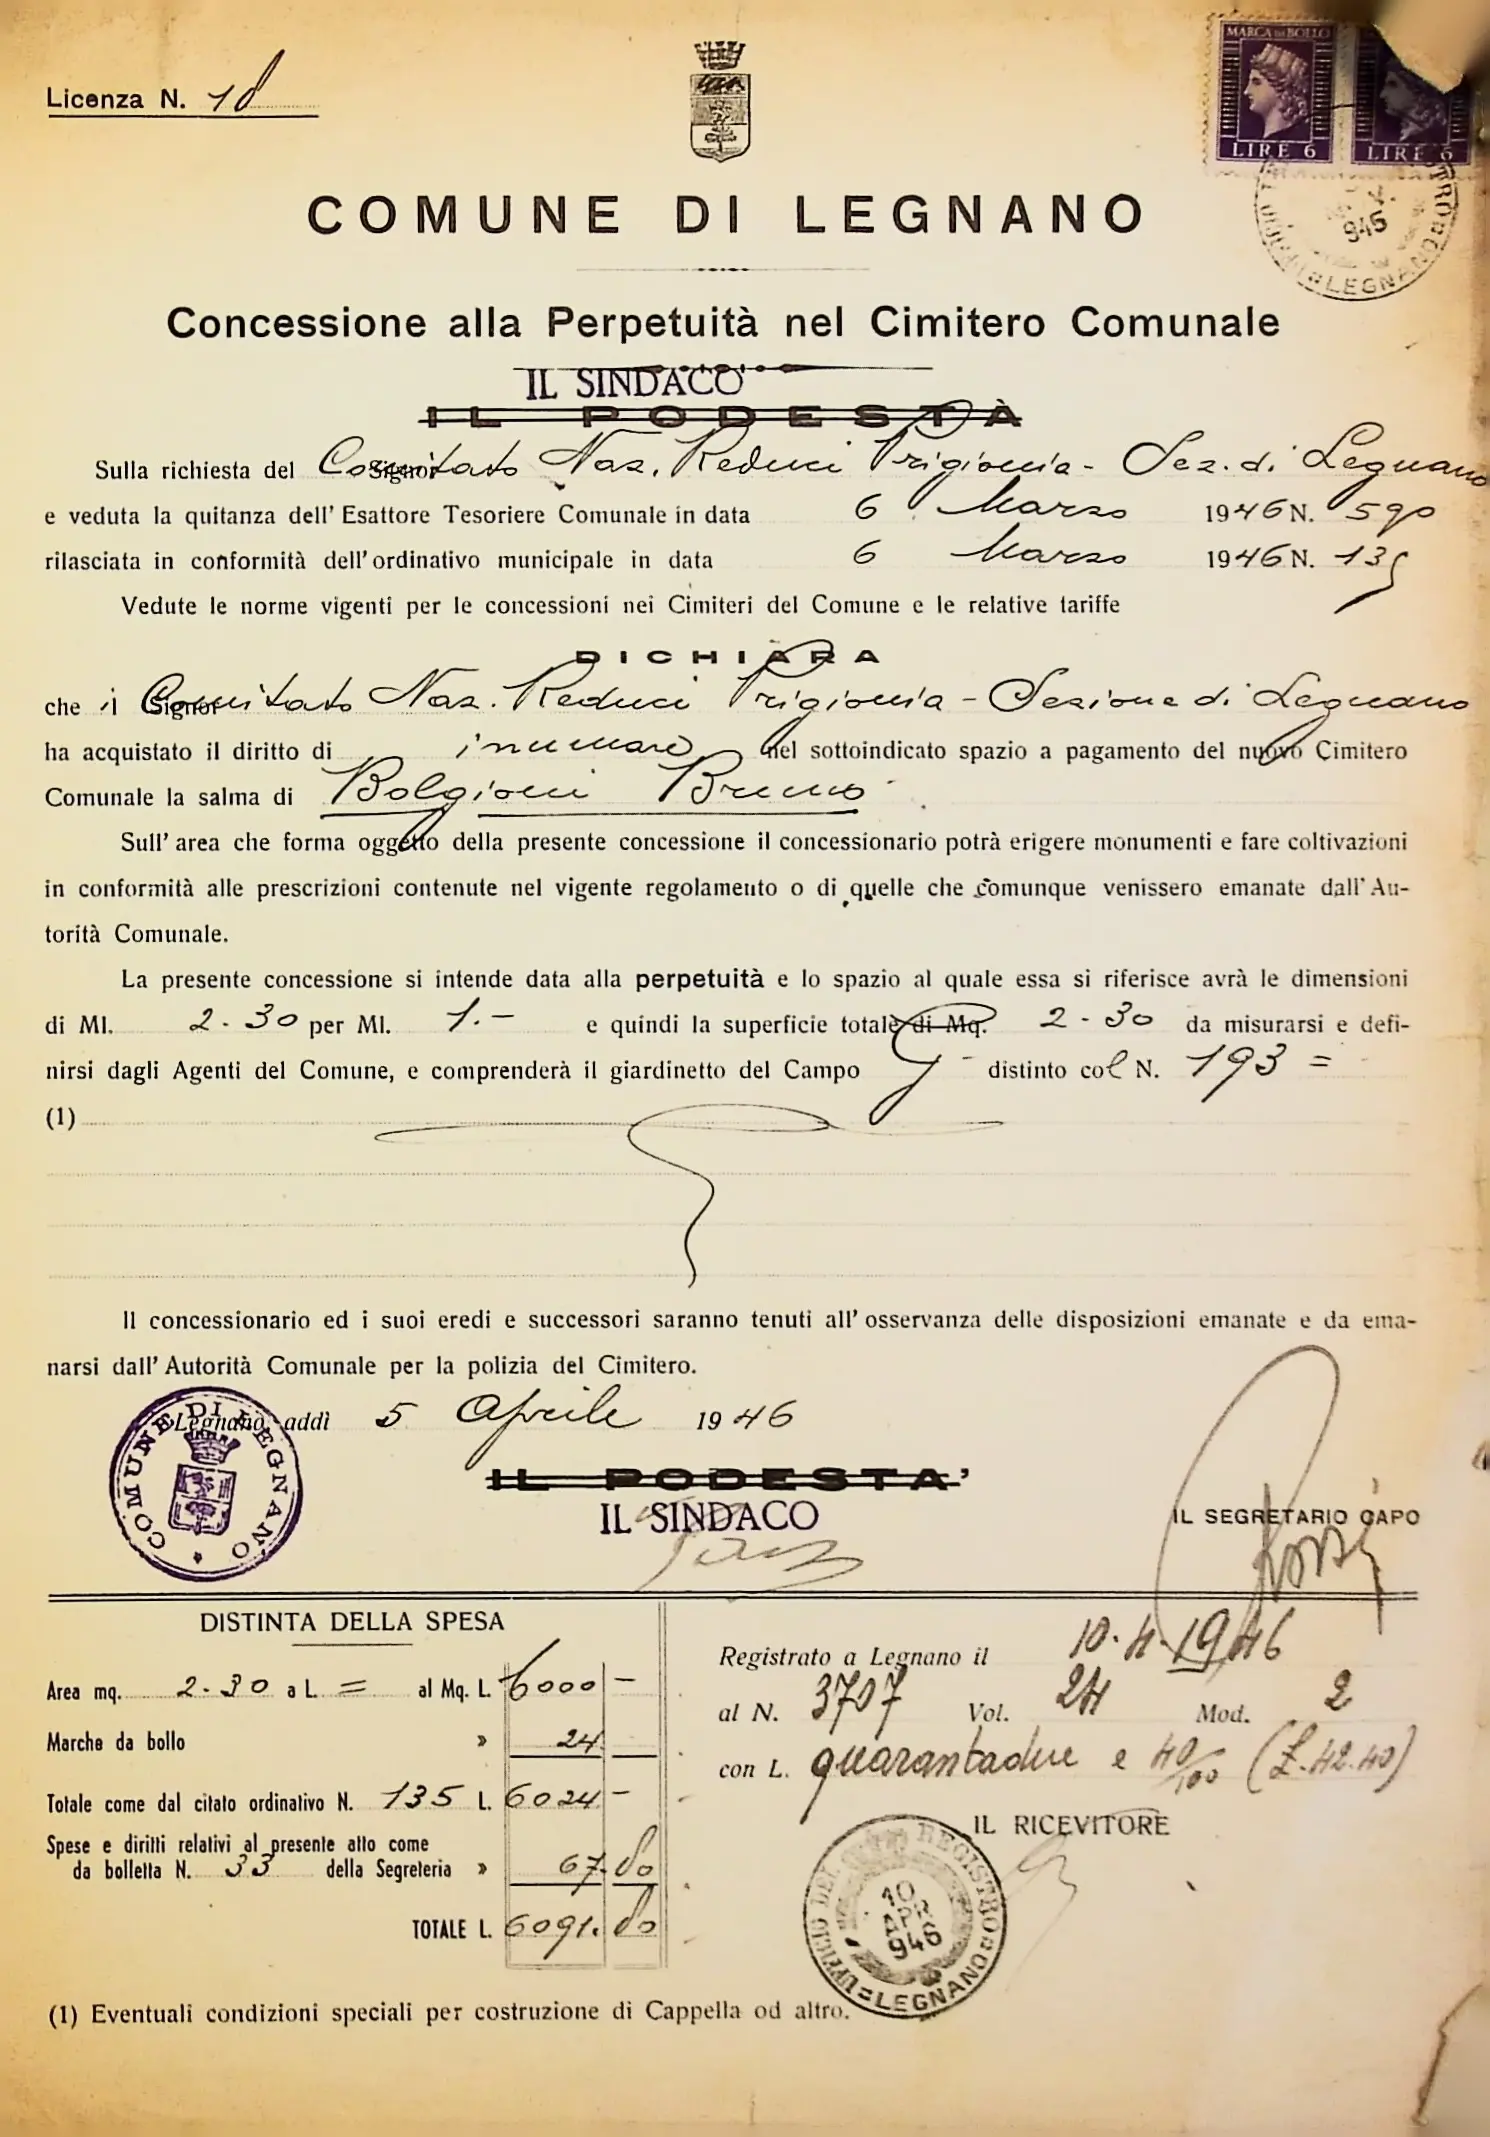 Licenza N. 18
MARCA DA BOLLO
LIRE 6
LIRE 6
COMUNE DI LEGNANO
946
LEGNANO
Concessione alla Perpetuità nel Cimitero Comunale
IL SINDACO
IL PODESTÀ
Sulla richiesta del Signor Comitato Naz. Reduci Prigionia - Sez. di Legnano
e veduta la quitanza dell' Esattore Tesoriere Comunale in data 6 Marzo 1946 N. 590
rilasciata in conformità dell'ordinativo municipale in data 6 Marzo 1946 N. 135
Vedute le norme vigenti per le concessioni nei Cimiteri del Comune e le relative tariffe
DICHIARA
che il Signor Comitato Naz. Reduci Prigionia - Sezione di Legnano
ha acquistato il diritto di inumare nel sottoindicato spazio a pagamento del nuovo Cimitero
Comunale la salma di Bolgioni Bruno
Sull' area che forma oggetto della presente concessione il concessionario potrà erigere monumenti e fare coltivazioni
in conformità alle prescrizioni contenute nel vigente regolamento o di quelle che comunque venissero emanate dall' Au-
torità Comunale.
La presente concessione si intende data alla perpetuità e lo spazio al quale essa si riferisce avrà le dimensioni
di Ml. 2.30 per Ml. 1.- e quindi la superficie totale di Mq. 2.30 da misurarsi e defi-
nirsi dagli Agenti del Comune, e comprenderà il giardinetto del Campo distinto col N. 193 =
(1)
Il concessionario ed i suoi eredi e successori saranno tenuti all' osservanza delle disposizioni emanate e da ema-
narsi dall' Autorità Comunale per la polizia del Cimitero.
Legnano, addì 5 Aprile 1946
COMUNE DI LEGNANO
IL PODESTA'
IL SINDACO
IL SEGRETARIO CAPO
DISTINTA DELLA SPESA
Area mq. 2.30 a L. = al Mq. L. 6000 -
Marche da bollo » 24
Totale come dal citato ordinativo N. 135 L. 6024 -
Spese e diritti relativi al presente atto come
da bolletta N. 33 della Segreteria » 67.80
TOTALE L. 6091.80
Registrato a Legnano il 10.4.1946
al N. 3707 Vol. 24 Mod. 2
con L. quarantadue e 40/100 (£. 42.40)
IL RICEVITORE
UFFICIO DEL REGISTRO LEGNANO
10 APR 946
(1) Eventuali condizioni speciali per costruzione di Cappella od altro.